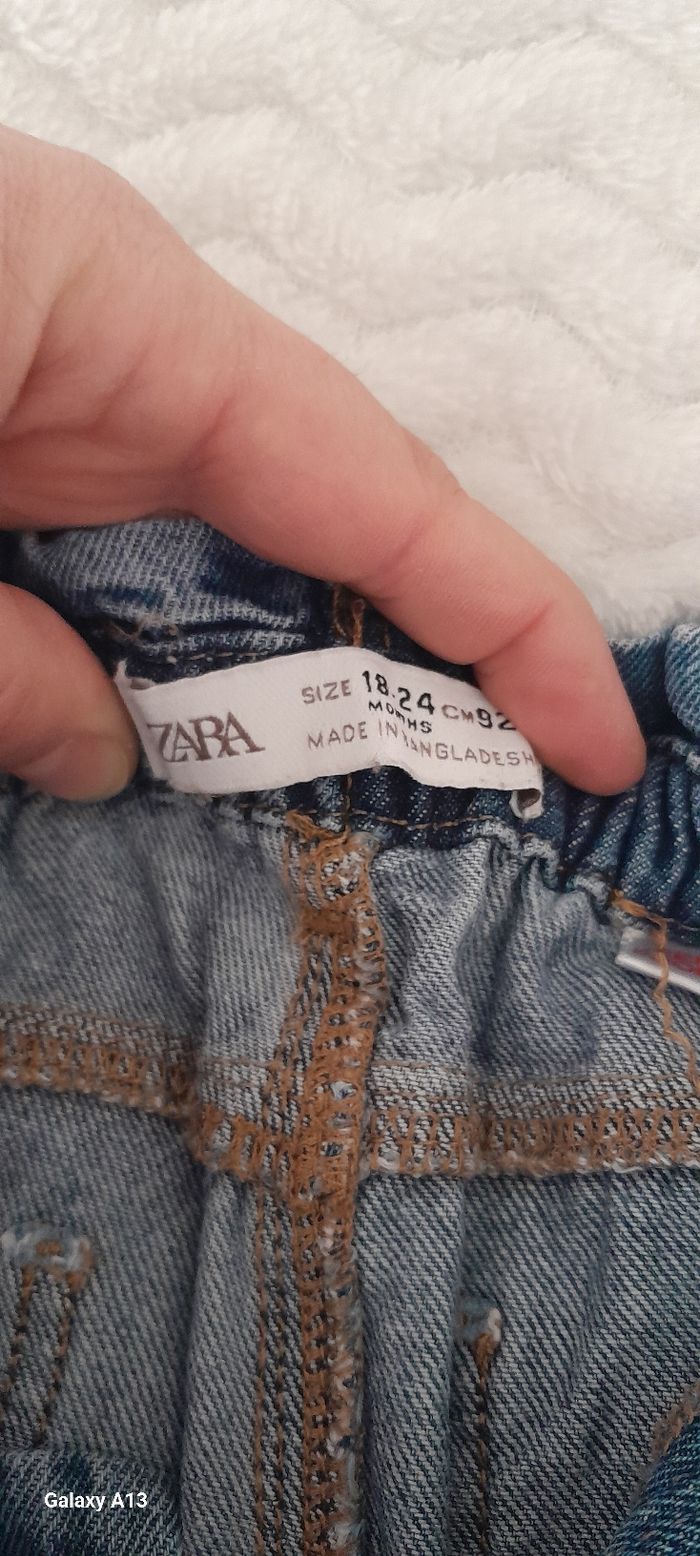 ZARA
SIZE 18-24 CM 92
MONTHS
MADE IN BANGLADESH
Galaxy A13